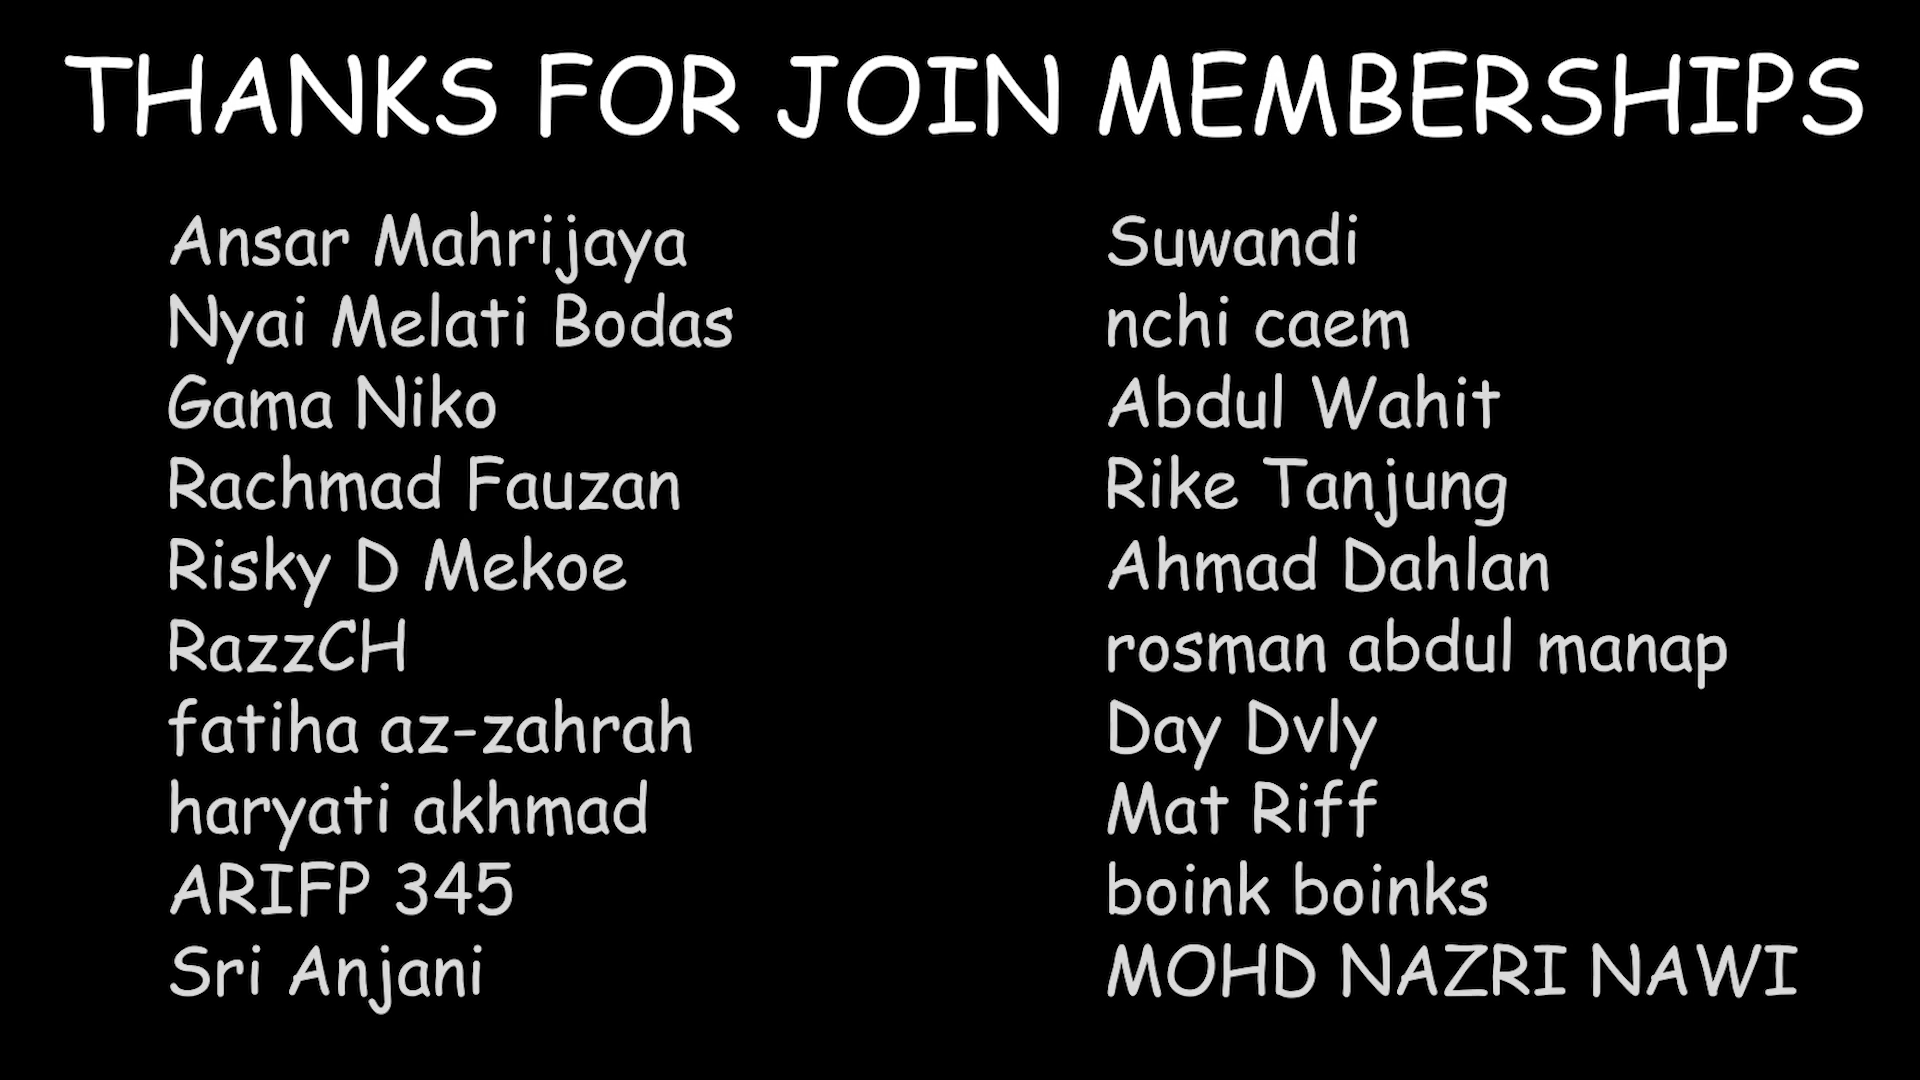 THANKS FOR JOIN MEMBERSHIPS
Ansar Mahrijaya
Nyai Melati Bodas
Gama Niko
Rachmad Fauzan
Risky D Mekoe
RazzCH
fatiha az-zahrah
haryati akhmad
ARIFP 345
Sri Anjani
Suwandi
nchi caem
Abdul Wahit
Rike Tanjung
Ahmad Dahlan
rosman abdul manap
Day Dvly
Mat Riff
boink boinks
MOHD NAZRI NAWI